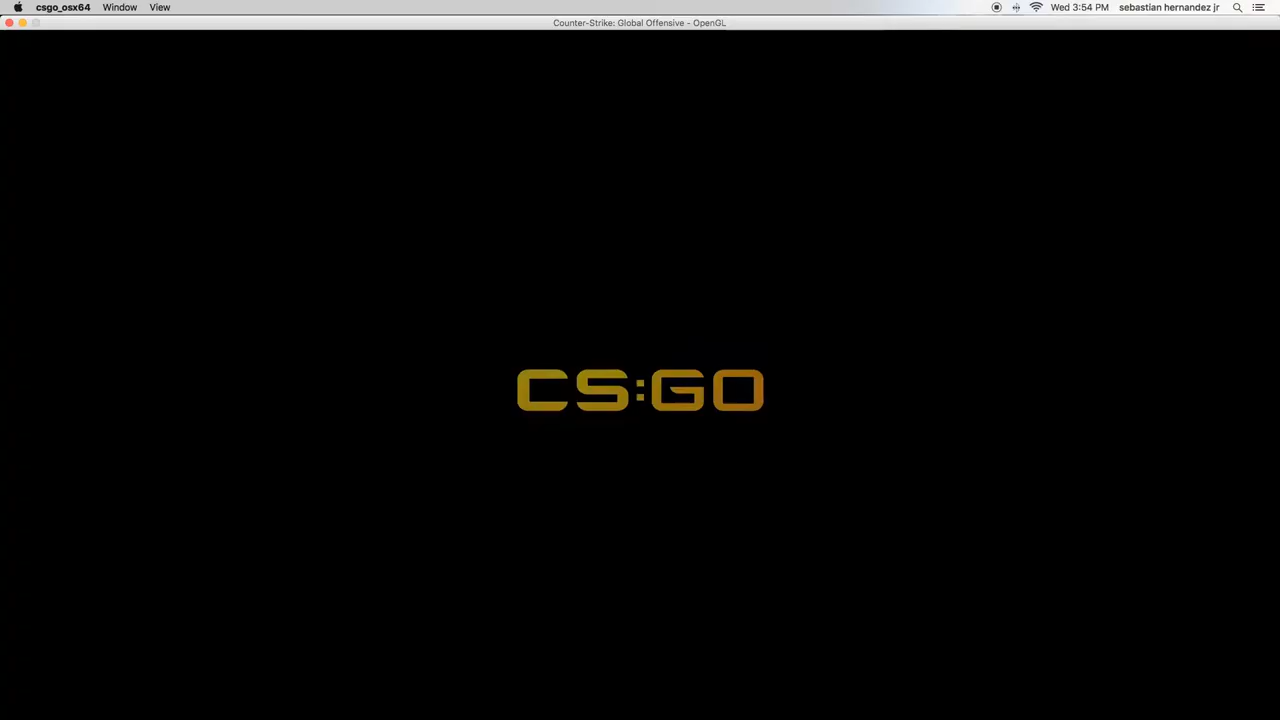 csgo_osx64 Window View Wed 3:54 PM sebastian hernandez jr
Counter-Strike: Global Offensive - OpenGL
CS:GO